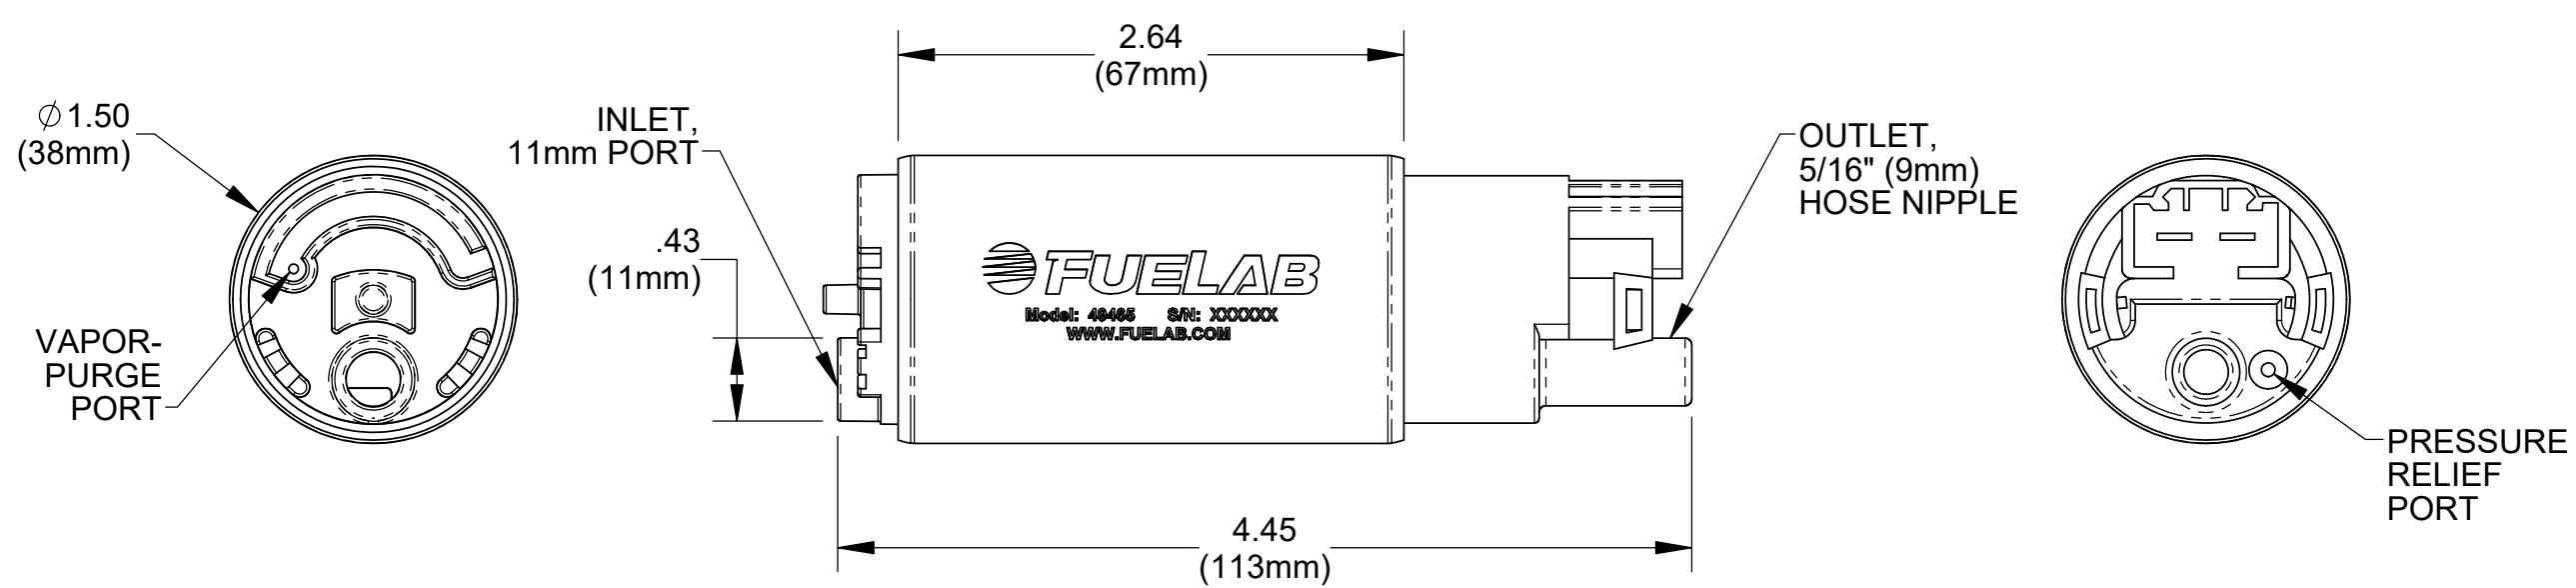 ⌀1.50
(38mm)
VAPOR-
PURGE
PORT
INLET,
11mm PORT
.43
(11mm)
2.64
(67mm)
FUELAB
Model: 49465 S/N: XXXXXX
WWW.FUELAB.COM
4.45
(113mm)
OUTLET,
5/16" (9mm)
HOSE NIPPLE
PRESSURE
RELIEF
PORT